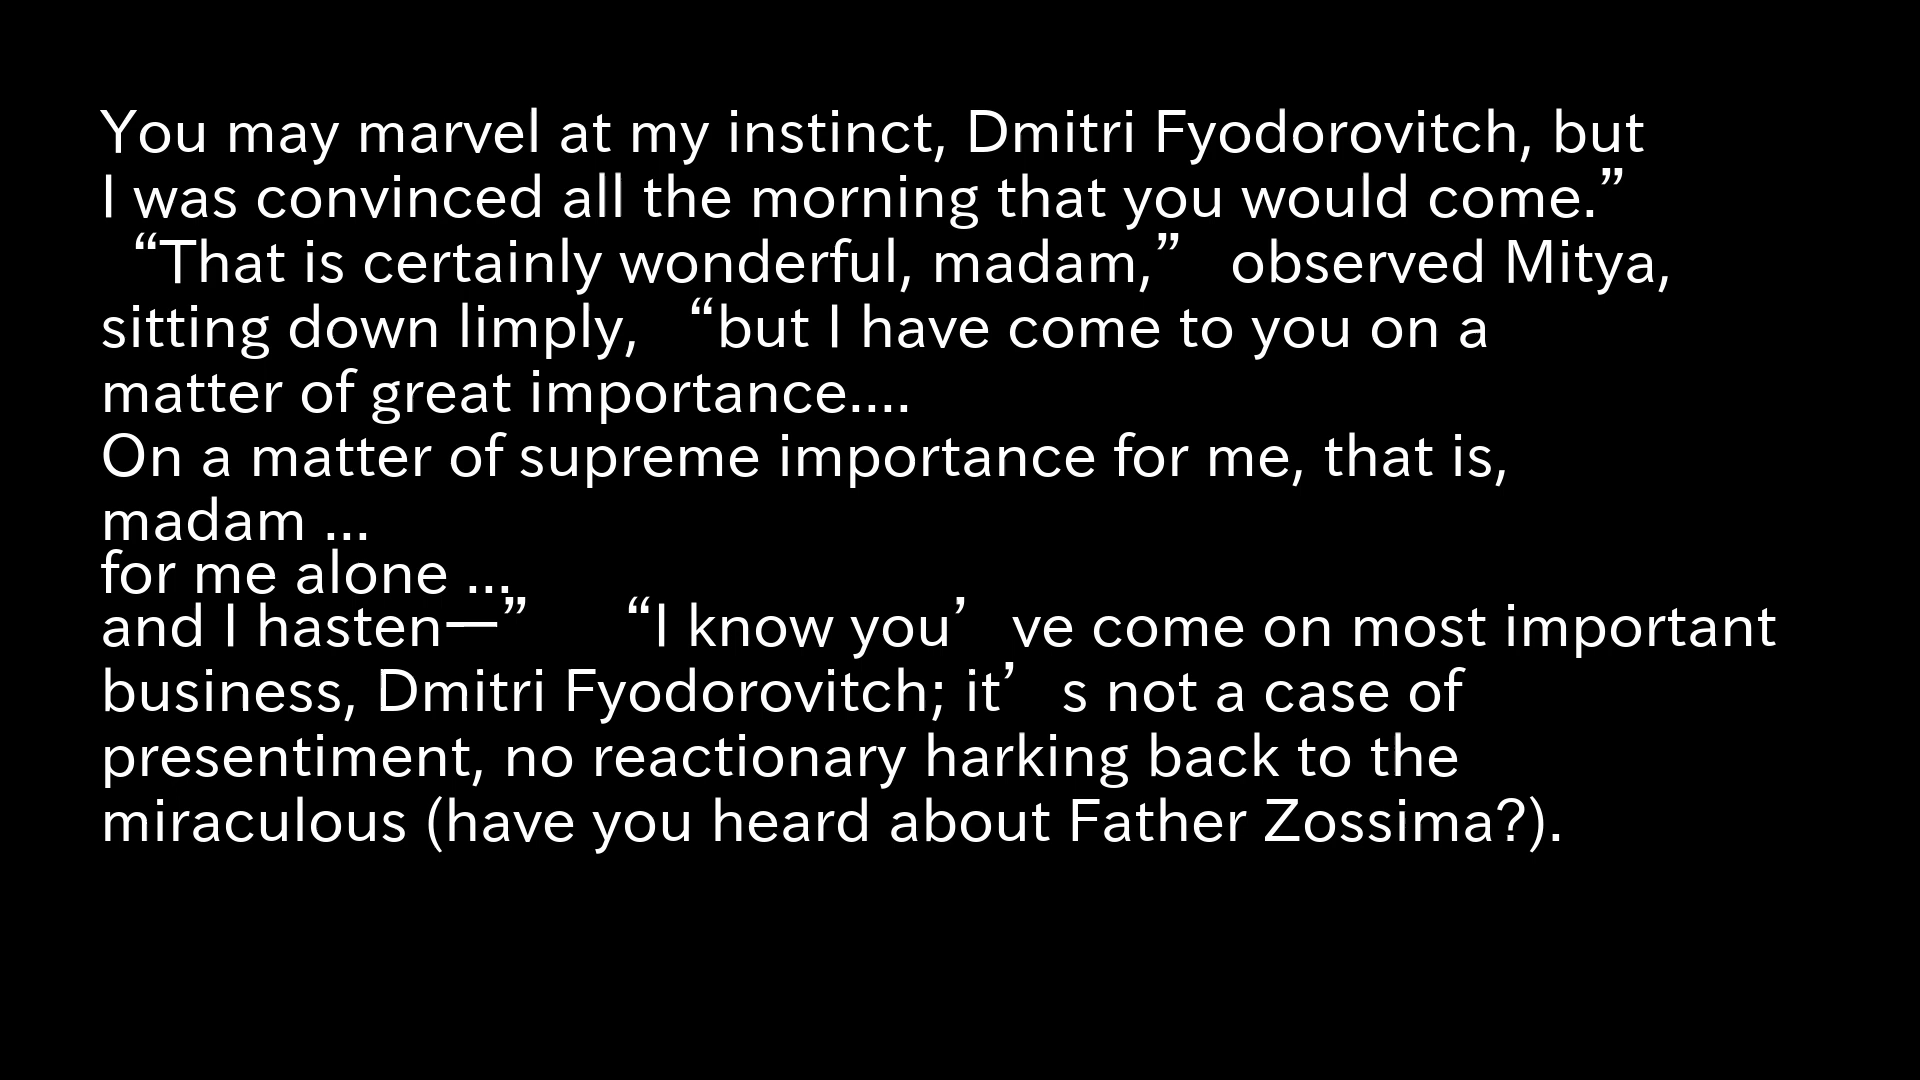 You may marvel at my instinct, Dmitri Fyodorovitch, but
I was convinced all the morning that you would come.”
“That is certainly wonderful, madam,” observed Mitya,
sitting down limply, “but I have come to you on a
matter of great importance....
On a matter of supreme importance for me, that is,
madam ...
for me alone ...
and I hasten—” “I know you’ve come on most important
business, Dmitri Fyodorovitch; it’s not a case of
presentiment, no reactionary harking back to the
miraculous (have you heard about Father Zossima?).